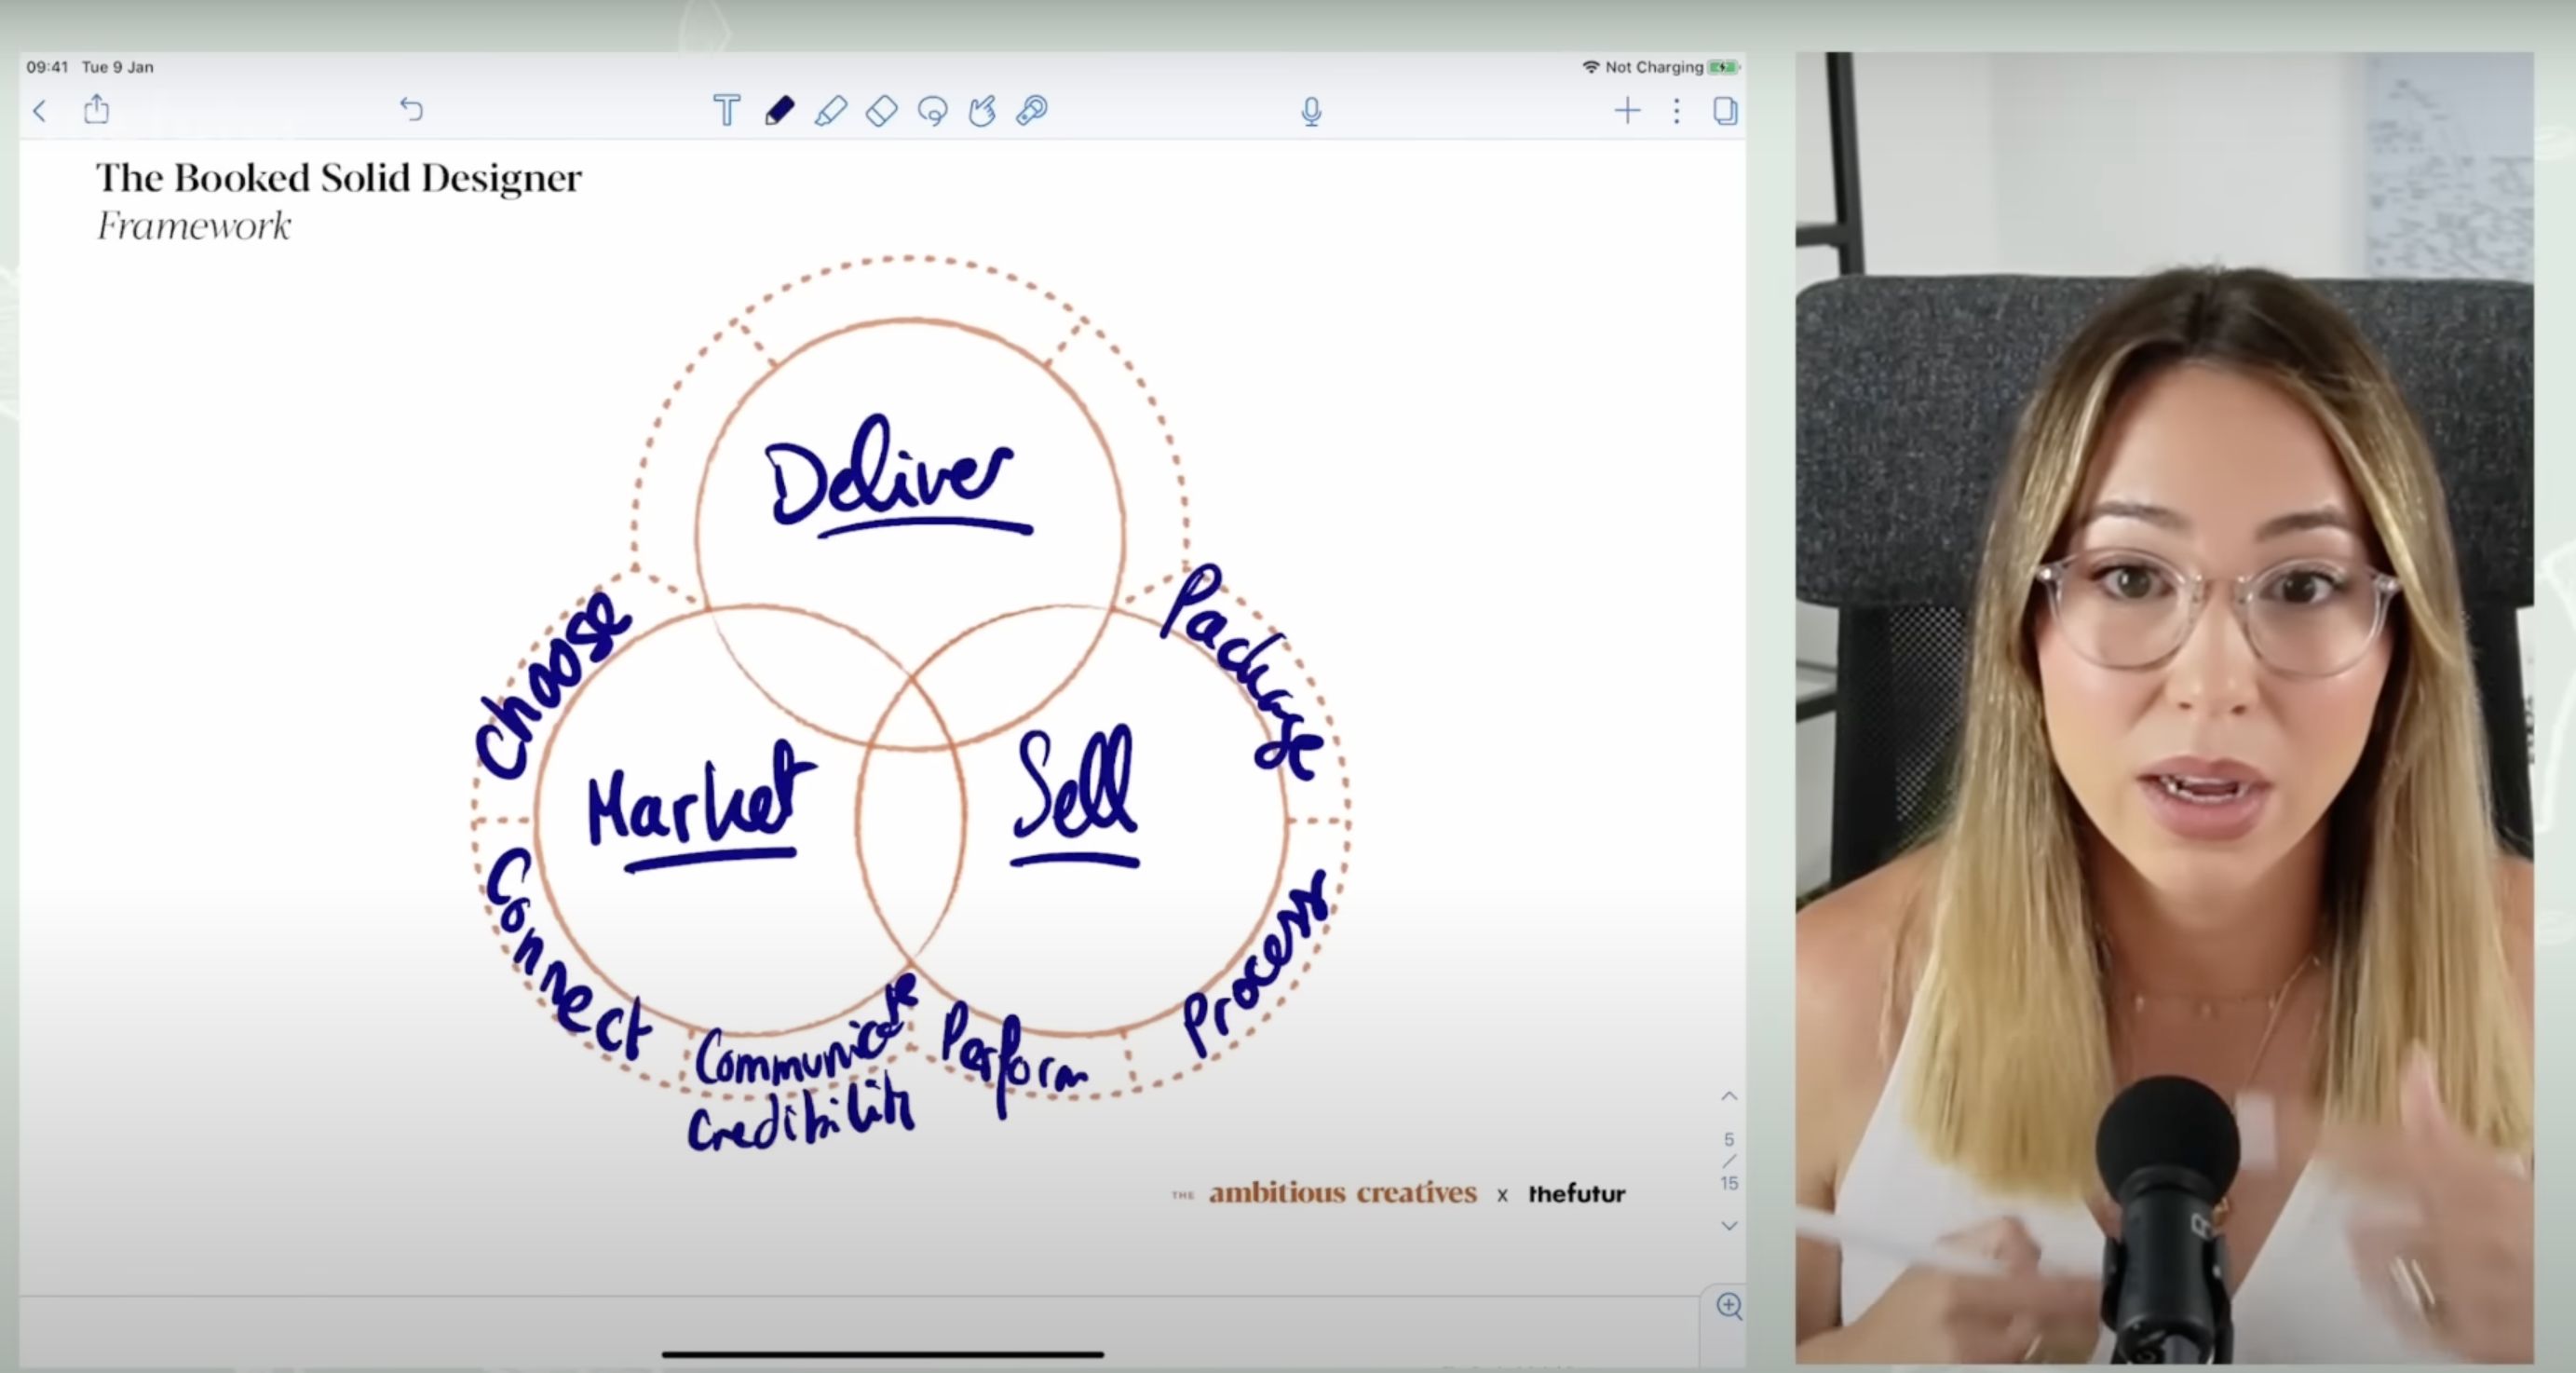 09:41 Tue 9 Jan
Not Charging
T
The Booked Solid Designer
Framework
Deliver
Choose
Package
Market
Sell
Connect
Process
Communicate
Credibility
Perform
THE ambitious creatives x thefutur
5
/
15
R